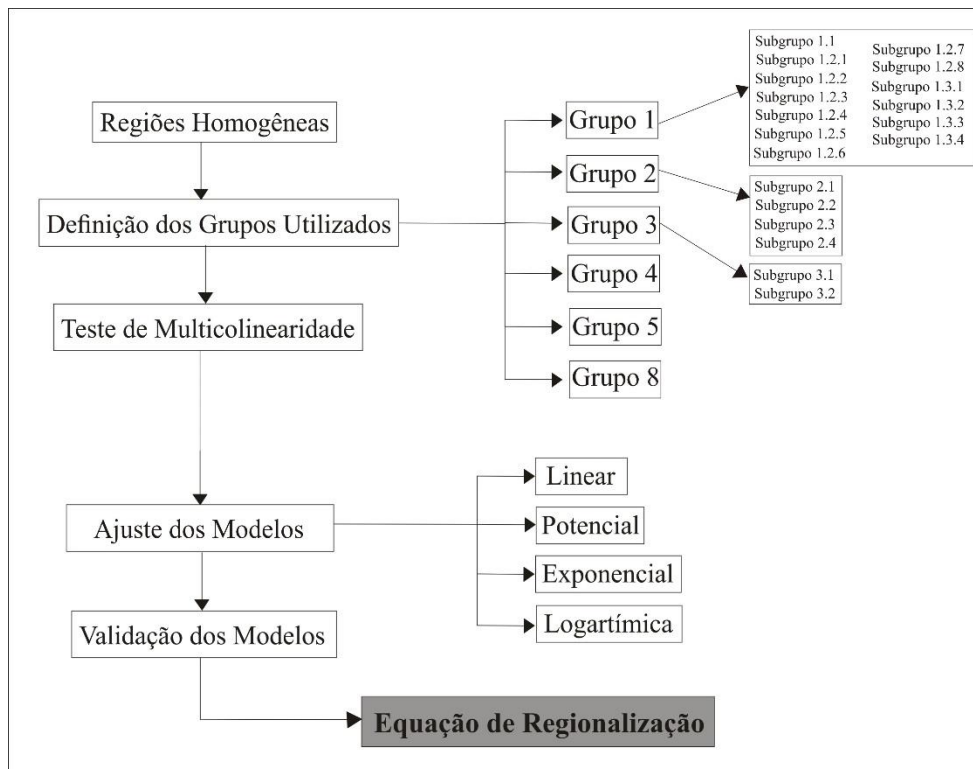 Regiões Homogêneas
Definição dos Grupos Utilizados
Teste de Multicolinearidade
Ajuste dos Modelos
Validação dos Modelos
Equação de Regionalização
Grupo 1
Grupo 2
Grupo 3
Grupo 4
Grupo 5
Grupo 8
Subgrupo 1.1
Subgrupo 1.2.1
Subgrupo 1.2.2
Subgrupo 1.2.3
Subgrupo 1.2.4
Subgrupo 1.2.5
Subgrupo 1.2.6
Subgrupo 1.2.7
Subgrupo 1.2.8
Subgrupo 1.3.1
Subgrupo 1.3.2
Subgrupo 1.3.3
Subgrupo 1.3.4
Subgrupo 2.1
Subgrupo 2.2
Subgrupo 2.3
Subgrupo 2.4
Subgrupo 3.1
Subgrupo 3.2
Linear
Potencial
Exponencial
Logartímica